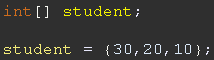 int[] student;
student = {30,20,10};